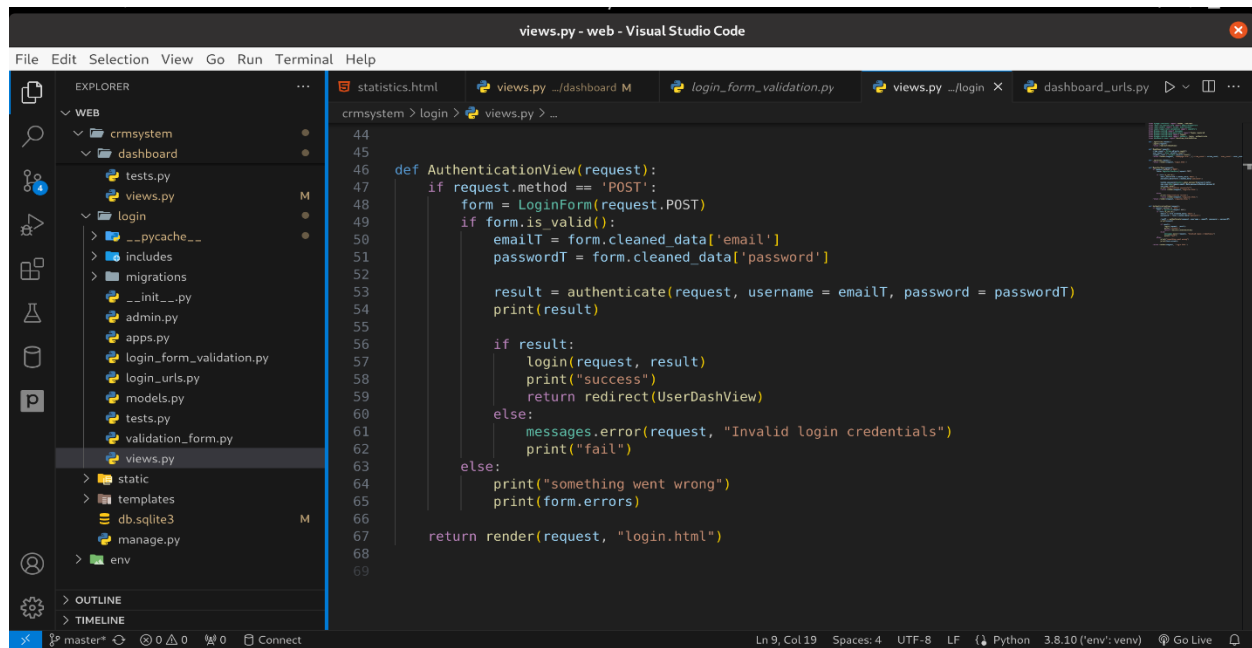 views.py - web - Visual Studio Code
File Edit Selection View Go Run Terminal Help
EXPLORER
WEB
crmsystem
dashboard
tests.py
views.py M
login
__pycache__
includes
migrations
__init__.py
admin.py
apps.py
login_form_validation.py
login_urls.py
models.py
tests.py
validation_form.py
views.py
static
templates
db.sqlite3 M
manage.py
env
OUTLINE
TIMELINE
4
statistics.html views.py .../dashboard M login_form_validation.py views.py .../login dashboard_urls.py
crmsystem > login > views.py > ...
44
45
46 def AuthenticationView(request):
47 if request.method == 'POST':
48 form = LoginForm(request.POST)
49 if form.is_valid():
50 emailT = form.cleaned_data['email']
51 passwordT = form.cleaned_data['password']
52
53 result = authenticate(request, username = emailT, password = passwordT)
54 print(result)
55
56 if result:
57 login(request, result)
58 print("success")
59 return redirect(UserDashView)
60 else:
61 messages.error(request, "Invalid login credentials")
62 print("fail")
63 else:
64 print("something went wrong")
65 print(form.errors)
66
67 return render(request, "login.html")
68
69
master* 0 0 0 Connect Ln 9, Col 19 Spaces: 4 UTF-8 LF Python 3.8.10 ('env': venv) Go Live